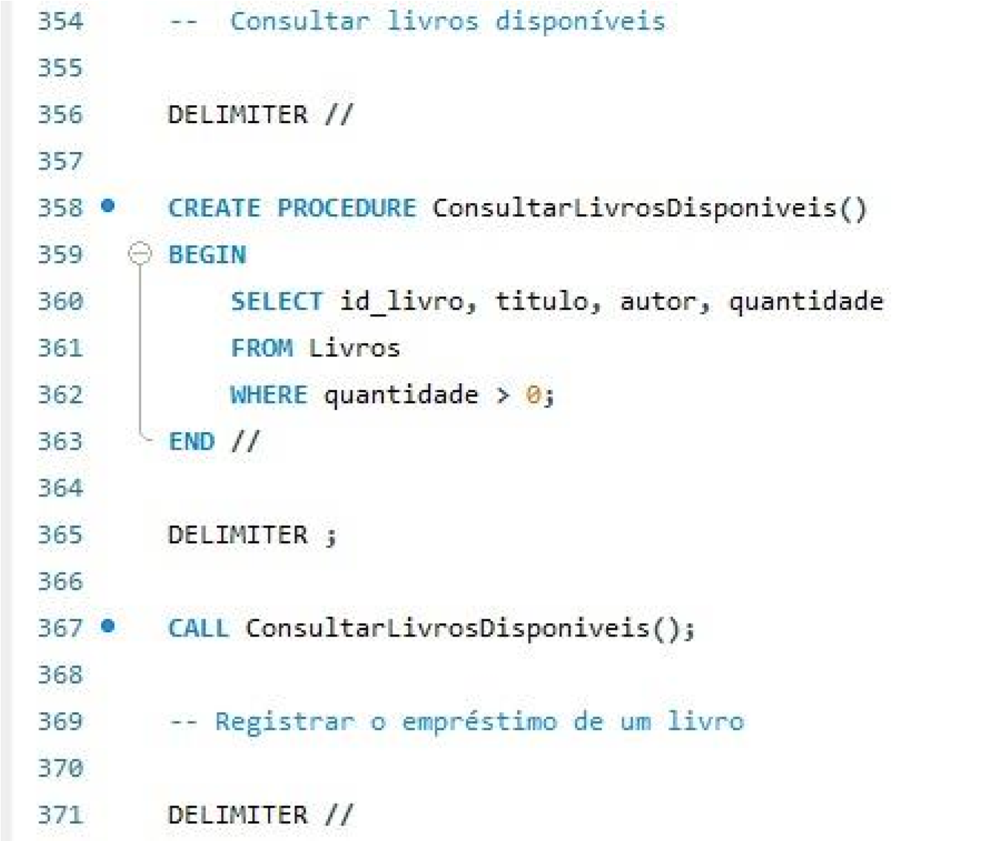 354 -- Consultar livros disponíveis
355
356 DELIMITER //
357
358 CREATE PROCEDURE ConsultarLivrosDisponiveis()
359 BEGIN
360 SELECT id_livro, titulo, autor, quantidade
361 FROM Livros
362 WHERE quantidade > 0;
363 END //
364
365 DELIMITER ;
366
367 CALL ConsultarLivrosDisponiveis();
368
369 -- Registrar o empréstimo de um livro
370
371 DELIMITER //